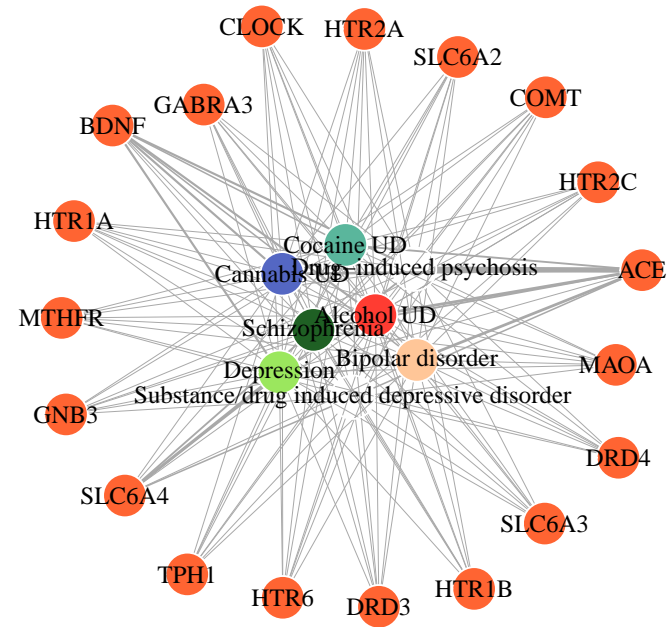 CLOCK
HTR2A
SLC6A2
GABRA3
COMT
BDNF
HTR2C
HTR1A
Cocaine UD
Drug-induced psychosis
Cannabis UD
ACE
MTHFR
Alcohol UD
Schizophrenia
Bipolar disorder
MAOA
Depression
Substance/drug induced depressive disorder
GNB3
DRD4
SLC6A4
SLC6A3
TPH1
HTR6
DRD3
HTR1B